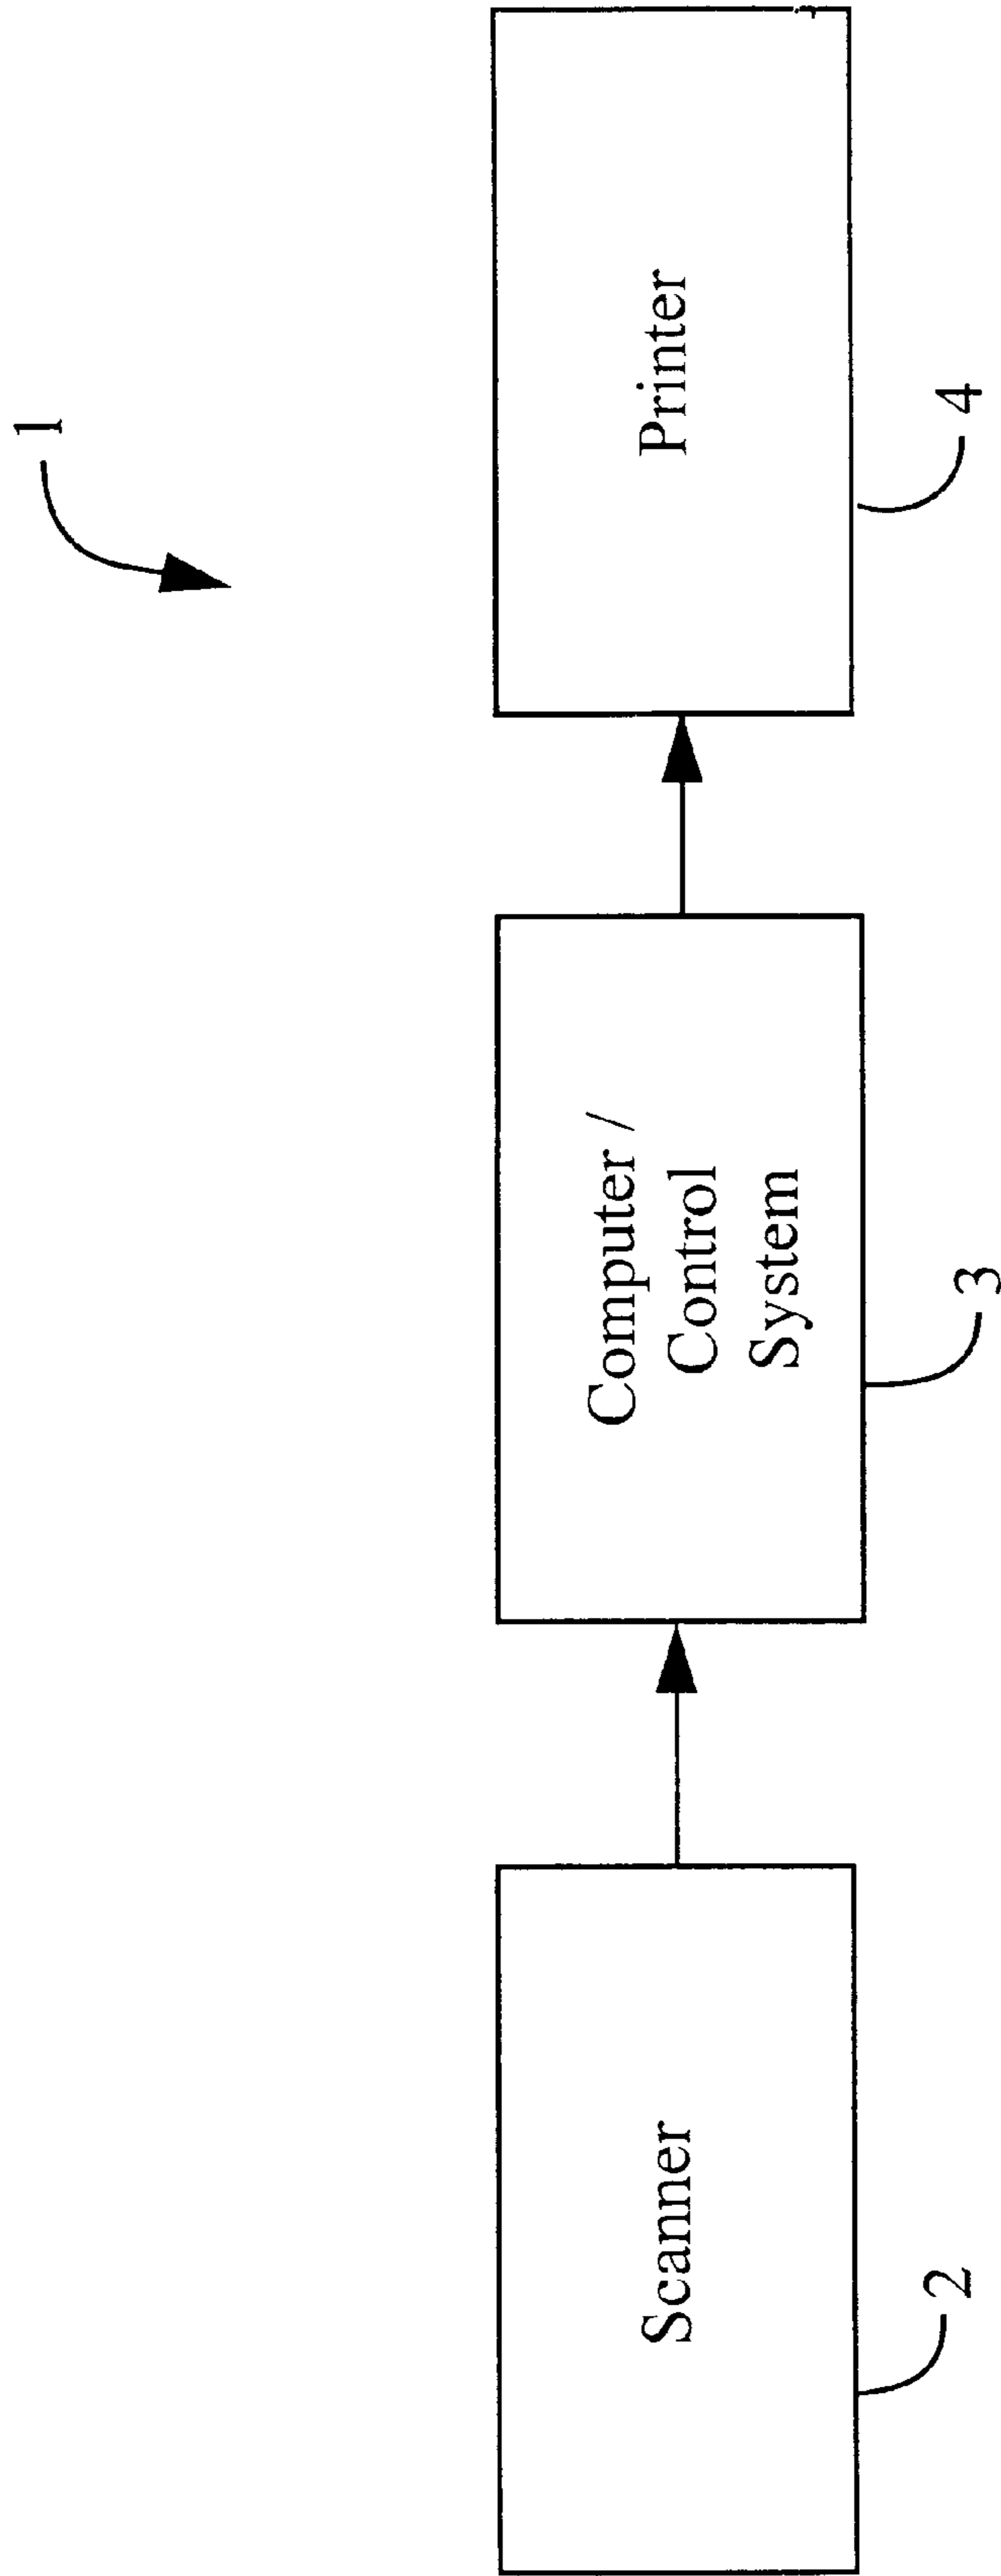 1
Scanner
2
Computer /
Control
System
3
Printer
4